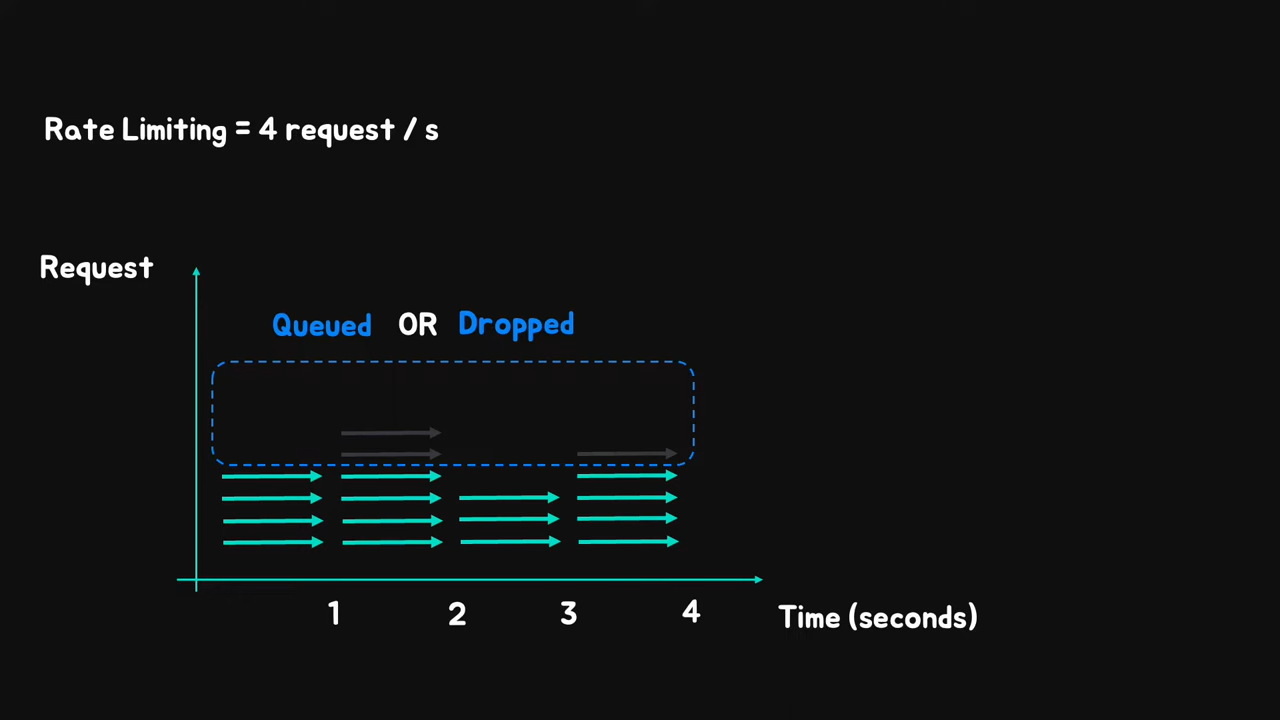 Rate Limiting = 4 request / s
Request
Queued OR Dropped
1 2 3 4
Time (seconds)